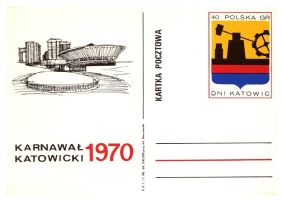 40 POLSKA GR
DNI KATOWIC
KARTKA POCZTOWA
KARNAWAŁ
KATOWICKI 1970